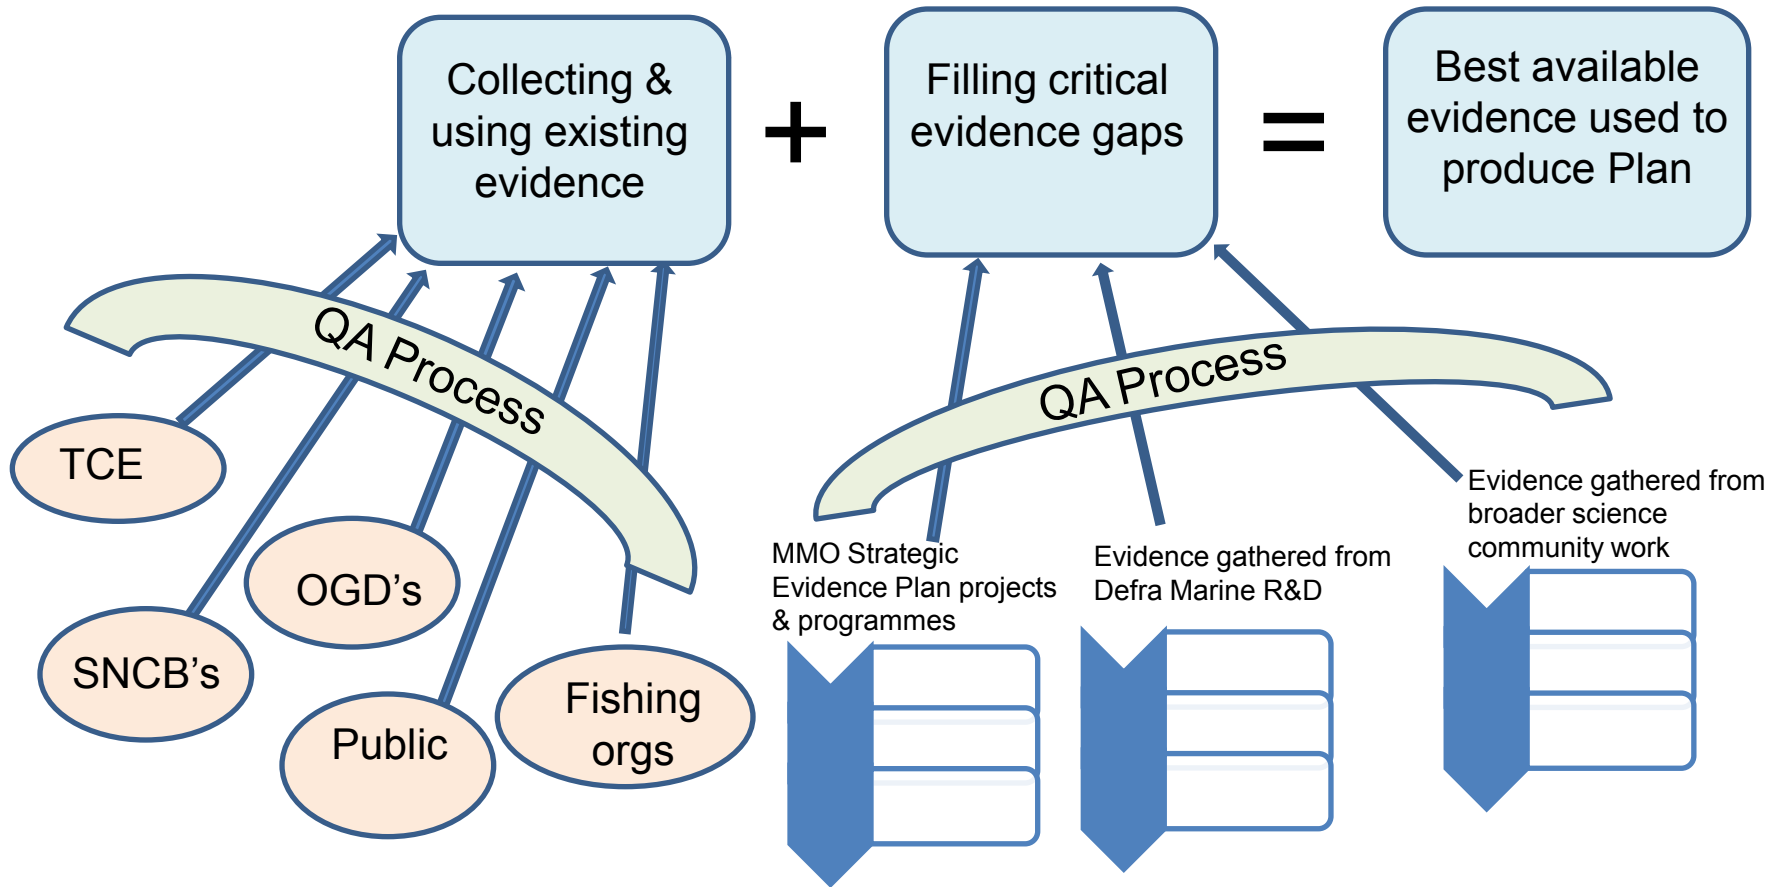 Collecting &
using existing
evidence
+
Filling critical
evidence gaps
=
Best available
evidence used to
produce Plan
QA Process
QA Process
TCE
SNCB’s
OGD’s
Public
Fishing
orgs
MMO Strategic
Evidence Plan projects
& programmes
Evidence gathered from
Defra Marine R&D
Evidence gathered from
broader science
community work